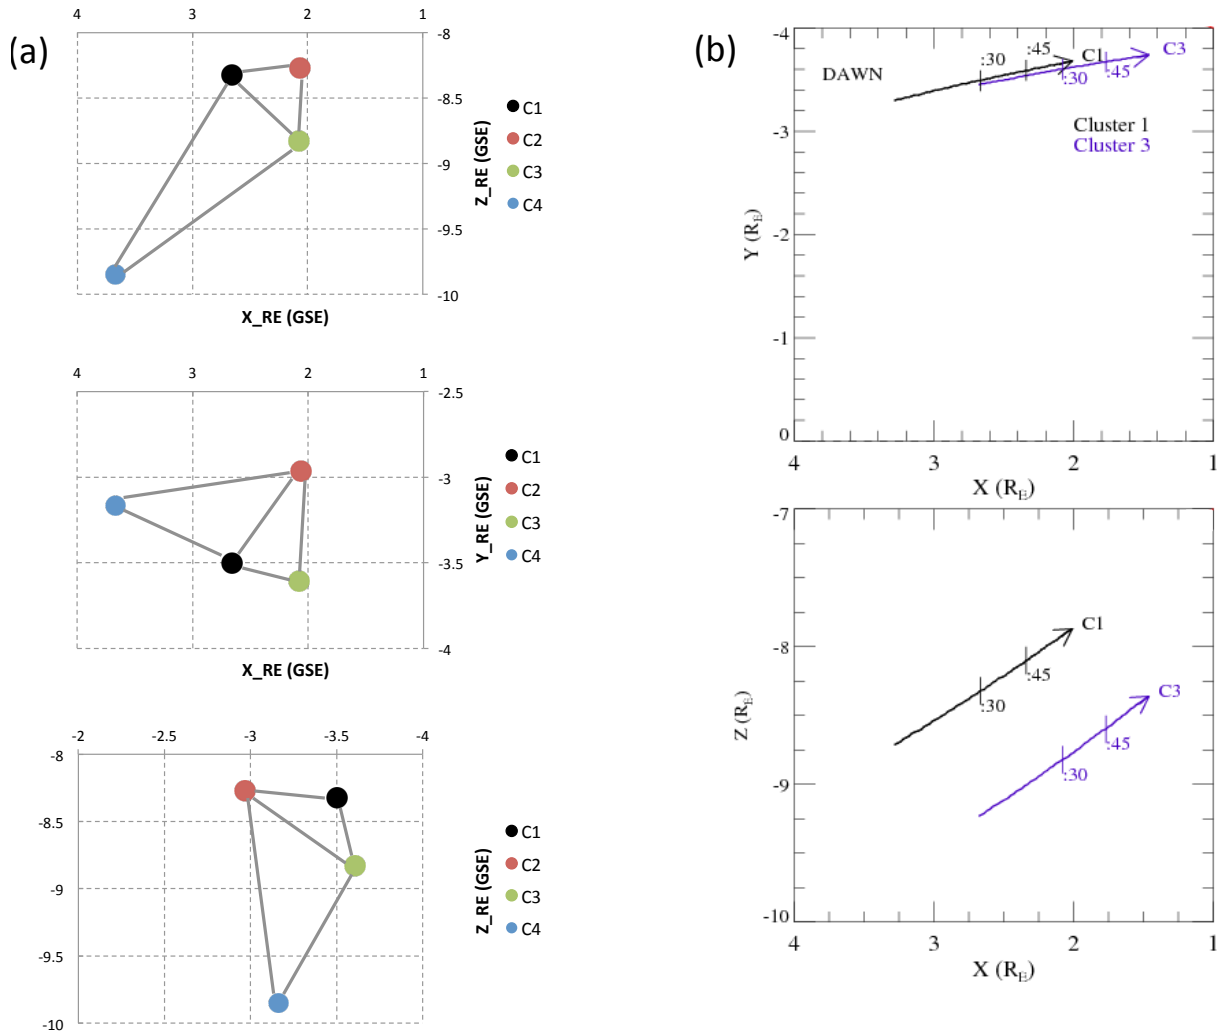 (a)
4 3 2 1
-8
-8.5
-9
-9.5
-10
Z_RE (GSE)
X_RE (GSE)
C1
C2
C3
C4
4 3 2 1
-2.5
-3
-3.5
-4
Y_RE (GSE)
X_RE (GSE)
C1
C2
C3
C4
-2 -2.5 -3 -3.5 -4
-8
-8.5
-9
-9.5
-10
Z_RE (GSE)
C1
C2
C3
C4
(b)
-4
-3
-2
-1
0
Y (RE)
DAWN
:30
:45
C1
C3
:30
:45
Cluster 1
Cluster 3
4 3 2 1
X (RE)
-7
-8
-9
-10
Z (RE)
C1
:45
:30
C3
:45
:30
4 3 2 1
X (RE)